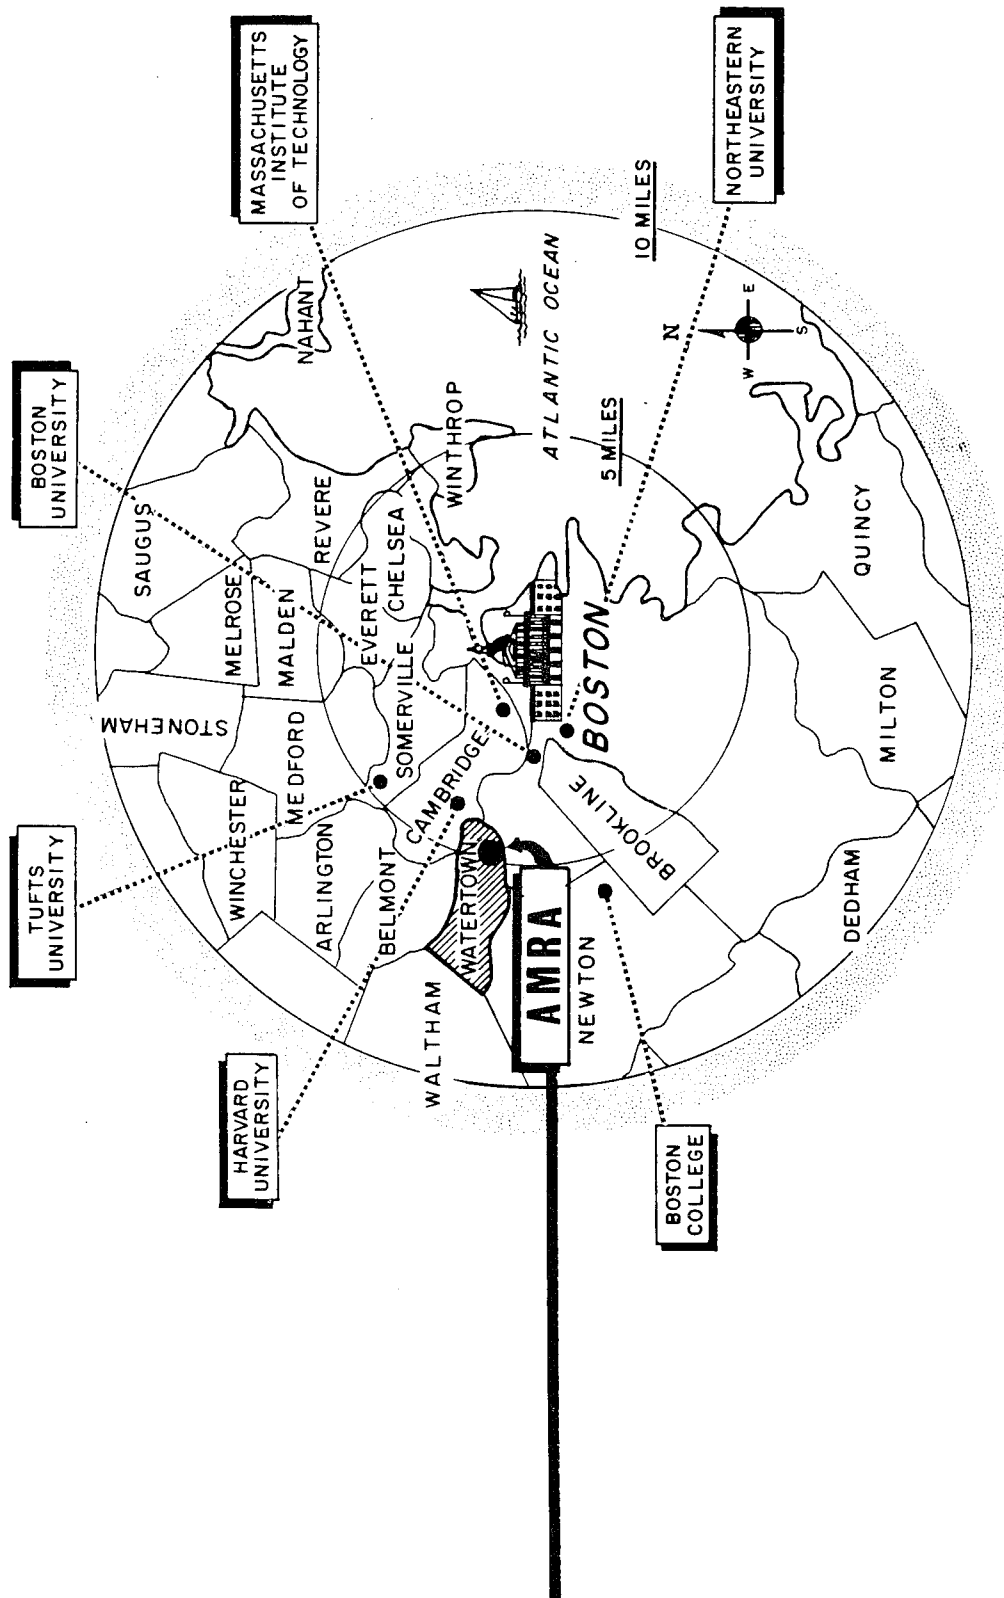 MASSACHUSETTS
INSTITUTE
OF TECHNOLOGY
BOSTON
UNIVERSITY
TUFTS
UNIVERSITY
HARVARD
UNIVERSITY
NORTHEASTERN
UNIVERSITY
BOSTON
COLLEGE
SAUGUS
STONEHAM
MELROSE
WINCHESTER
MALDEN
REVERE
NAHANT
MEDFORD
ARLINGTON
EVERETT
CHELSEA
SOMERVILLE
BELMONT
CAMBRIDGE
WINTHROP
WALTHAM
WATERTOWN
AMRA
NEWTON
BOSTON
BROOKLINE
ATLANTIC OCEAN
5 MILES
10 MILES
N
W
E
S
QUINCY
MILTON
DEDHAM